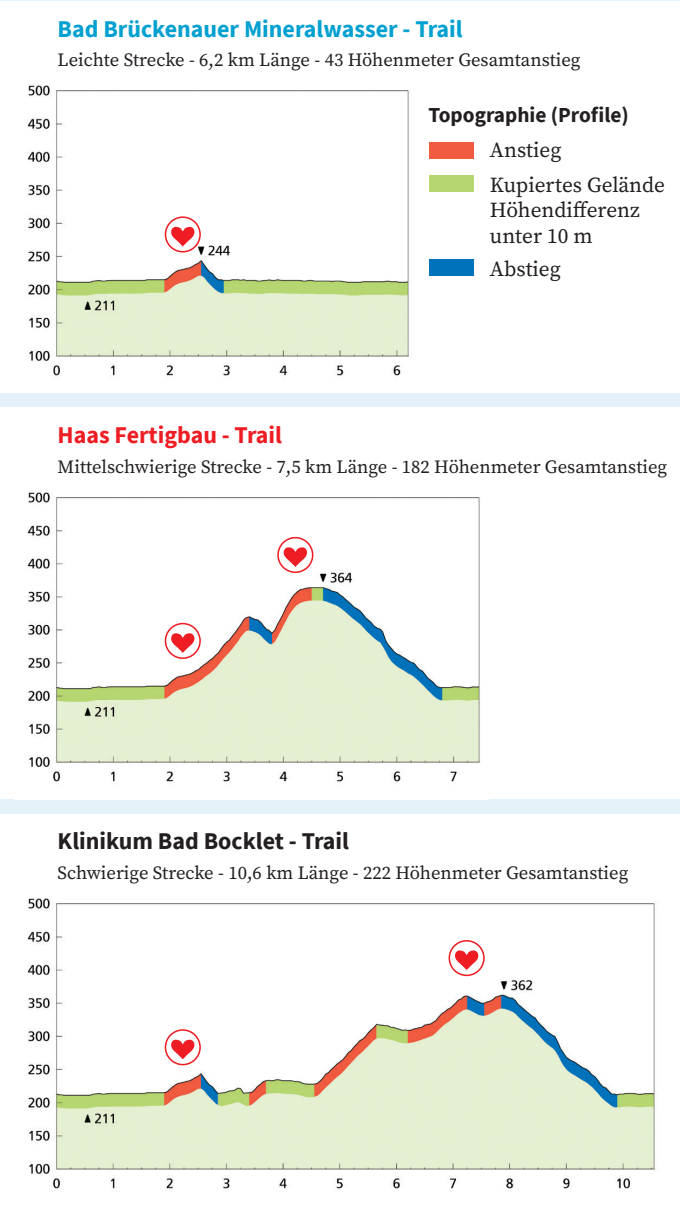 Bad Brückenauer Mineralwasser - Trail
Leichte Strecke - 6,2 km Länge - 43 Höhenmeter Gesamtanstieg
500
450
400
350
300
250
200
150
100
▼ 244
▲ 211
0 1 2 3 4 5 6
Topographie (Profile)
Anstieg
Kupiertes Gelände
Höhendifferenz
unter 10 m
Abstieg
Haas Fertigbau - Trail
Mittelschwierige Strecke - 7,5 km Länge - 182 Höhenmeter Gesamtanstieg
500
450
400
350
300
250
200
150
100
▼ 364
▲ 211
0 1 2 3 4 5 6 7
Klinikum Bad Bocklet - Trail
Schwierige Strecke - 10,6 km Länge - 222 Höhenmeter Gesamtanstieg
500
450
400
350
300
250
200
150
100
▼ 362
▲ 211
0 1 2 3 4 5 6 7 8 9 10